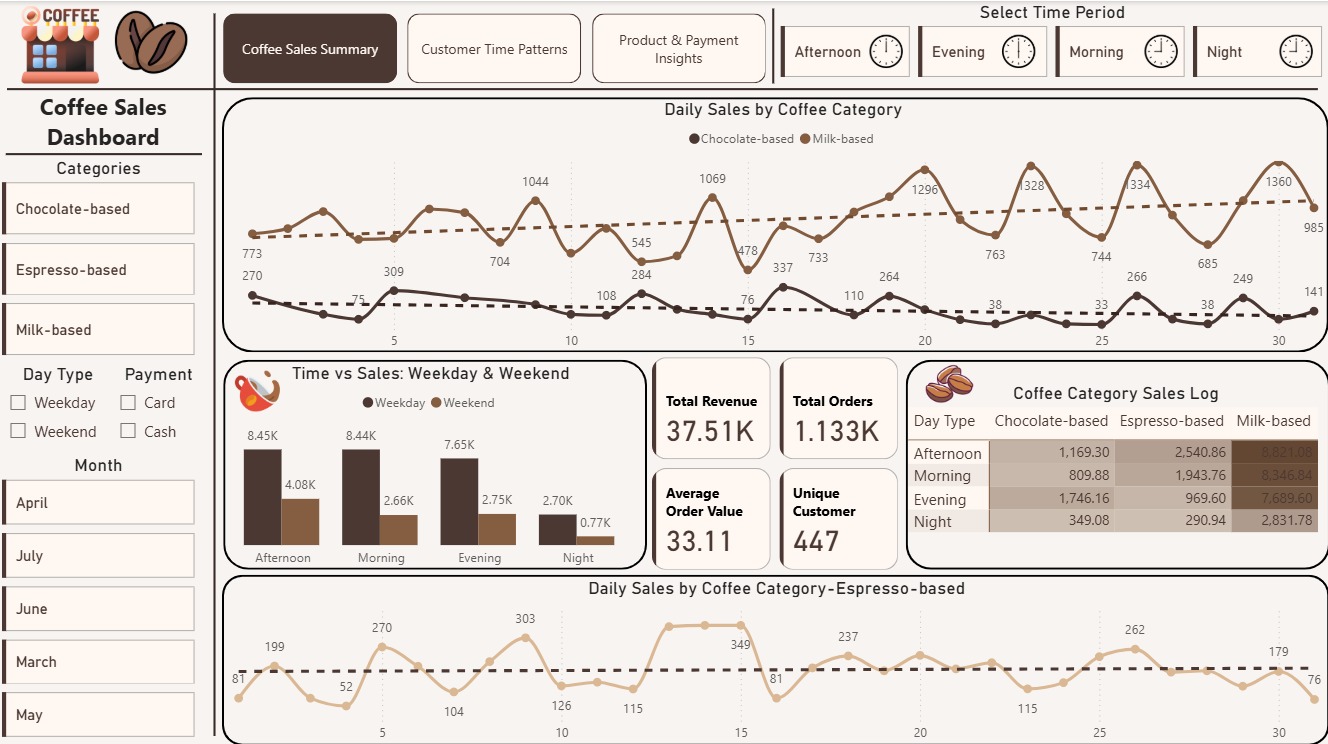 COFFEE
Coffee Sales Summary
Customer Time Patterns
Product & Payment
Insights
Select Time Period
Afternoon
Evening
Morning
Night
Coffee Sales
Dashboard
Categories
Chocolate-based
Espresso-based
Milk-based
Day Type
Payment
Weekday
Card
Weekend
Cash
Month
April
July
June
March
May
Daily Sales by Coffee Category
Chocolate-based Milk-based
773
704
1044
545
1069
478
733
1296
763
1328
744
1334
685
1360
985
270
75
309
108
284
76
337
110
264
38
33
266
38
249
141
5 10 15 20 25 30
Time vs Sales: Weekday & Weekend
Weekday Weekend
8.45K
4.08K
8.44K
2.66K
7.65K
2.75K
2.70K
0.77K
Afternoon Morning Evening Night
Total Revenue
37.51K
Total Orders
1.133K
Average
Order Value
33.11
Unique
Customer
447
Coffee Category Sales Log
Day Type Chocolate-based Espresso-based Milk-based
Afternoon 1,169.30 2,540.86 8,821.08
Morning 809.88 1,943.76 8,346.84
Evening 1,746.16 969.60 7,689.60
Night 349.08 290.94 2,831.78
Daily Sales by Coffee Category-Espresso-based
81
199
52
270
104
303
126
115
349
81
237
115
262
179
76
5 10 15 20 25 30